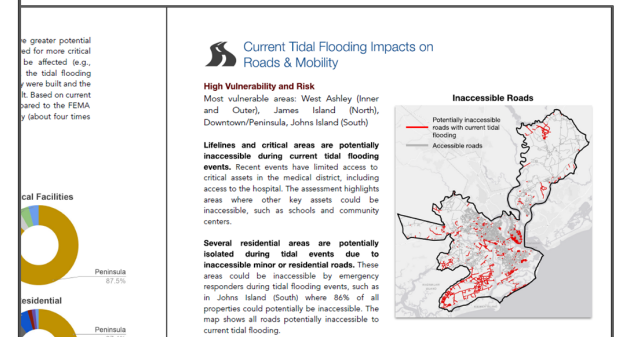 greater potential
for more critical
be affected (e.g.,
the tidal flooding
were built and the
Based on current
to the FEMA
(about four times
Facilities
Peninsula
87.5%
Peninsula
Current Tidal Flooding Impacts on
Roads & Mobility
High Vulnerability and Risk
Most vulnerable areas: West Ashley (Inner
and Outer), James Island (North),
Downtown/Peninsula, Johns Island (South)
Lifelines and critical areas are potentially
inaccessible during current tidal flooding
events. Recent events have limited access to
critical assets in the medical district, including
access to the hospital. The assessment highlights
areas where other key assets could be
inaccessible, such as schools and community
centers.
Several residential areas are potentially
isolated during tidal events due to
inaccessible minor or residential roads. These
areas could be inaccessible by emergency
responders during tidal flooding events, such as
in Johns Island (South) where 86% of all
properties could potentially be inaccessible. The
map shows all roads potentially inaccessible to
current tidal flooding.
Inaccessible Roads
Potentially inaccessible
roads with current tidal
flooding
Accessible roads